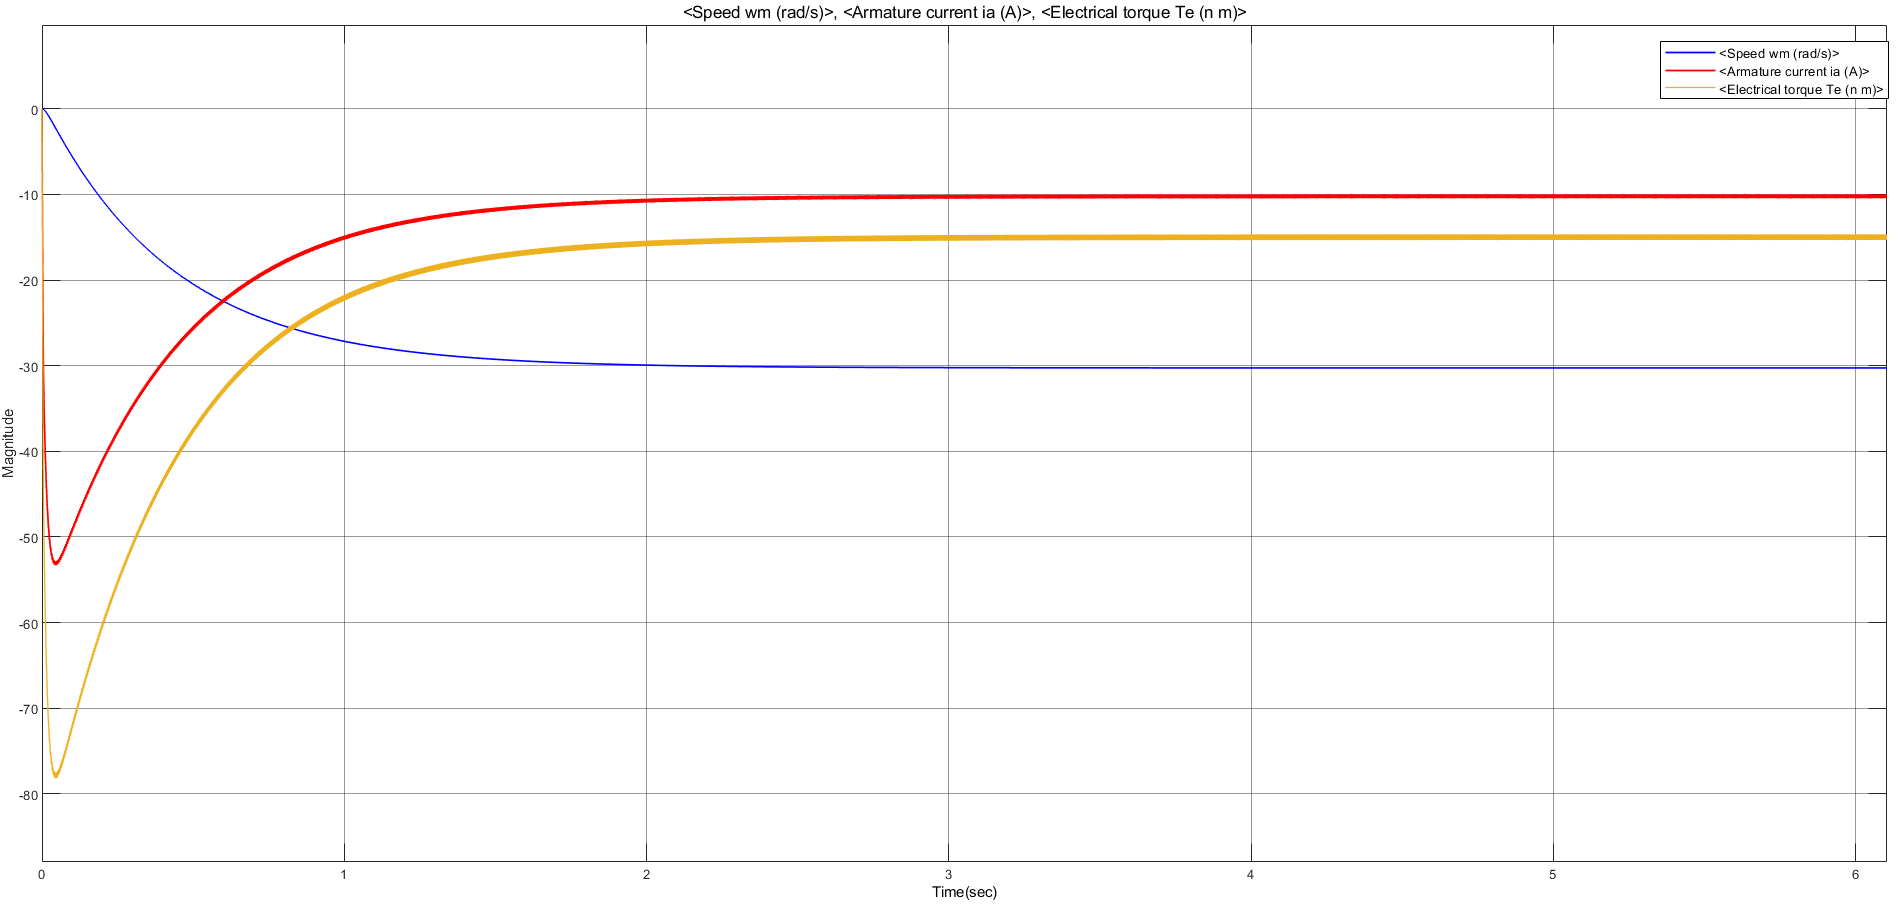 <Speed wm (rad/s)>, <Armature current ia (A)>, <Electrical torque Te (n m)>
<Speed wm (rad/s)>
<Armature current ia (A)>
<Electrical torque Te (n m)>
0
-10
-20
-30
-40
-50
-60
-70
-80
Magnitude
0 1 2 3 4 5 6
Time(sec)